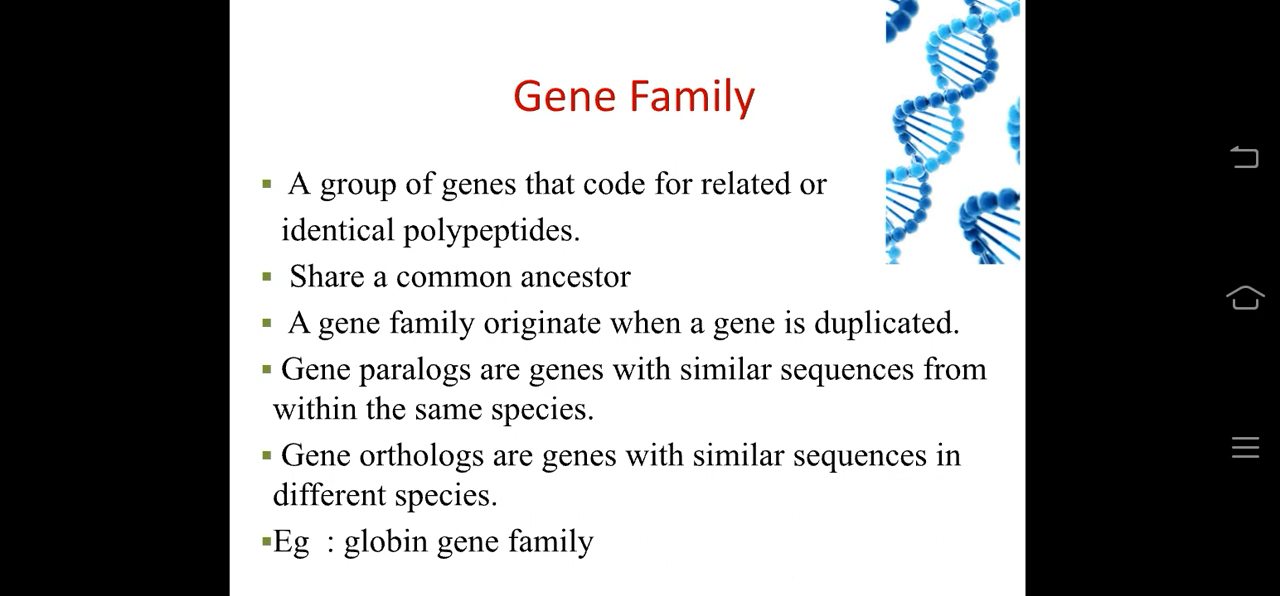 Gene Family
▪ A group of genes that code for related or
identical polypeptides.
▪ Share a common ancestor
▪ A gene family originate when a gene is duplicated.
▪ Gene paralogs are genes with similar sequences from
within the same species.
▪ Gene orthologs are genes with similar sequences in
different species.
▪Eg : globin gene family